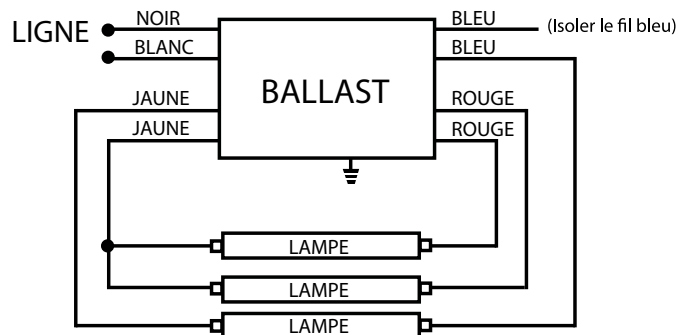 NOIR
BLEU
LIGNE
(Isoler le fil bleu)
BLANC
BLEU
BALLAST
JAUNE
ROUGE
JAUNE
ROUGE
LAMPE
LAMPE
LAMPE